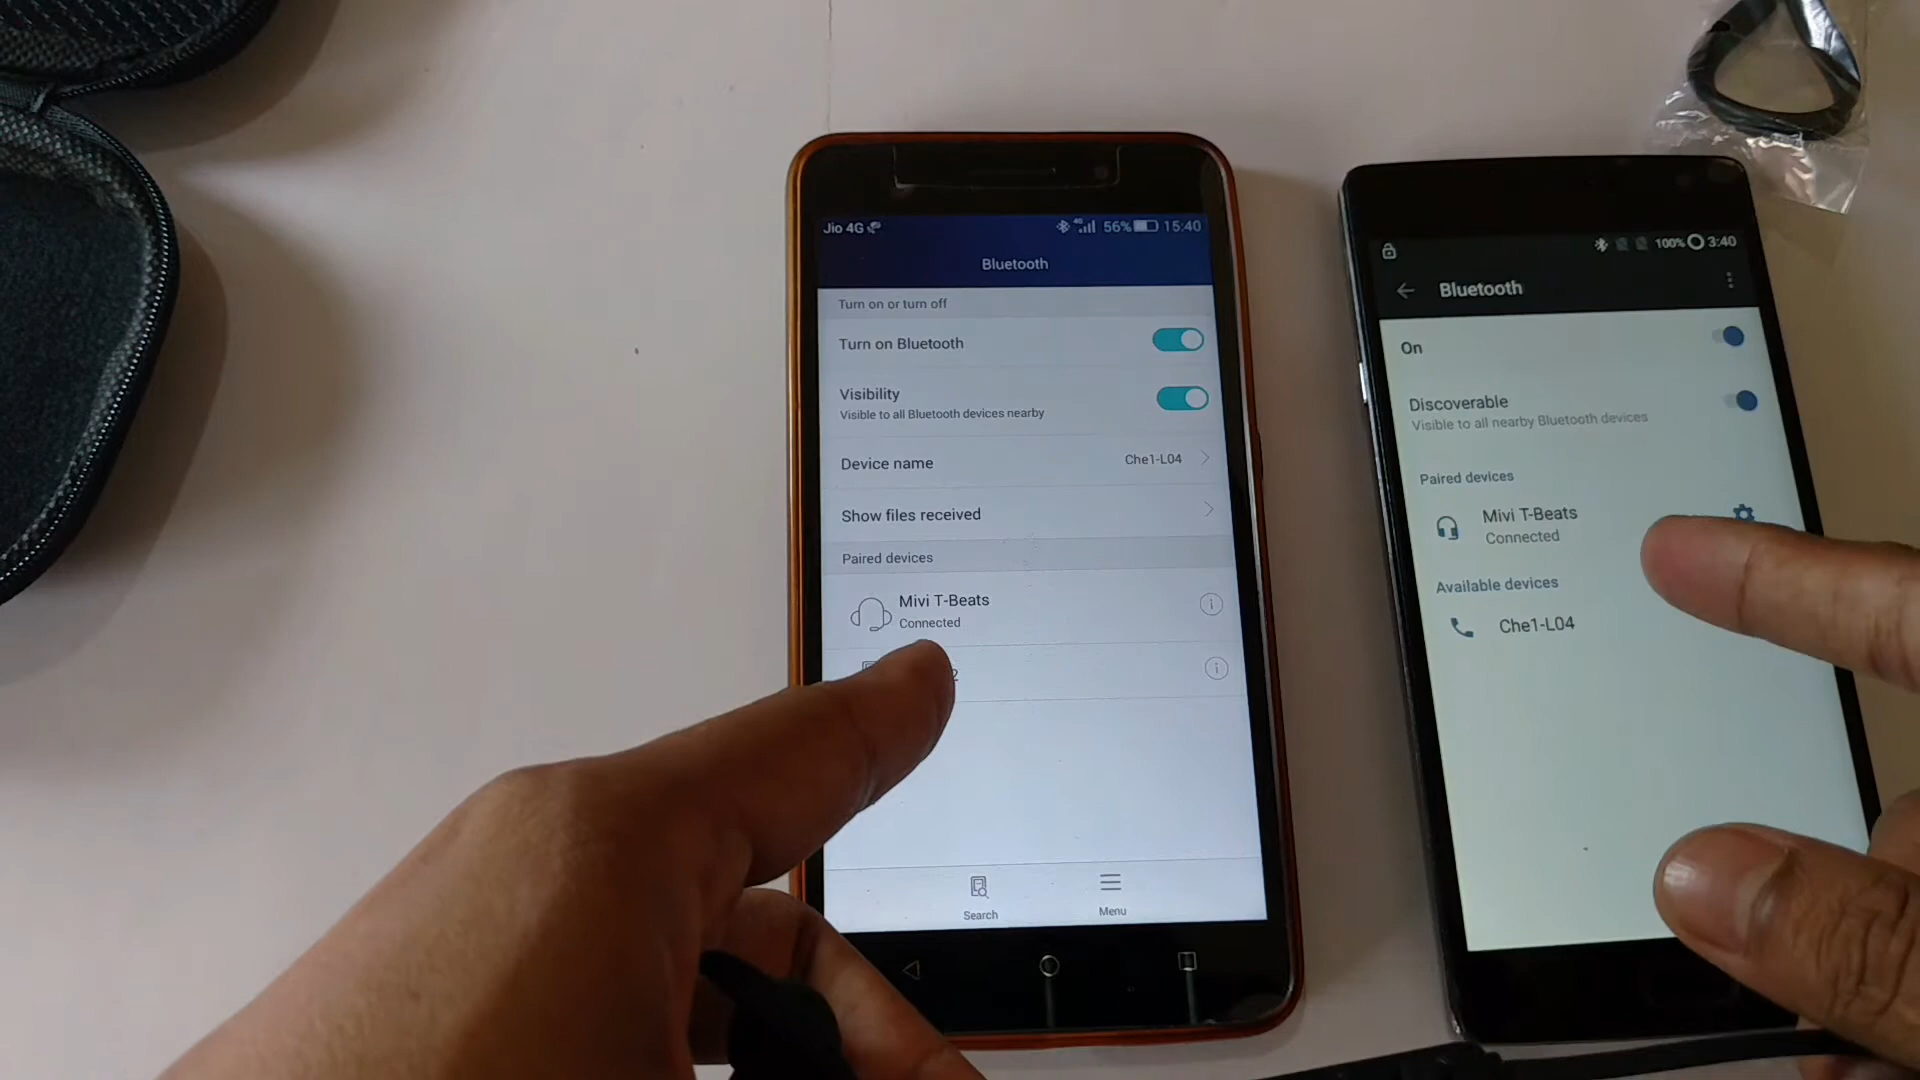 Jio 4G
4G 56% 15:40
Bluetooth
Turn on or turn off
Turn on Bluetooth
Visibility
Visible to all Bluetooth devices nearby
Device name Che1-L04
Show files received
Paired devices
Mivi T-Beats
Connected
Search
Menu
100% 3:40
Bluetooth
On
Discoverable
Visible to all nearby Bluetooth devices
Paired devices
Mivi T-Beats
Connected
Available devices
Che1-L04